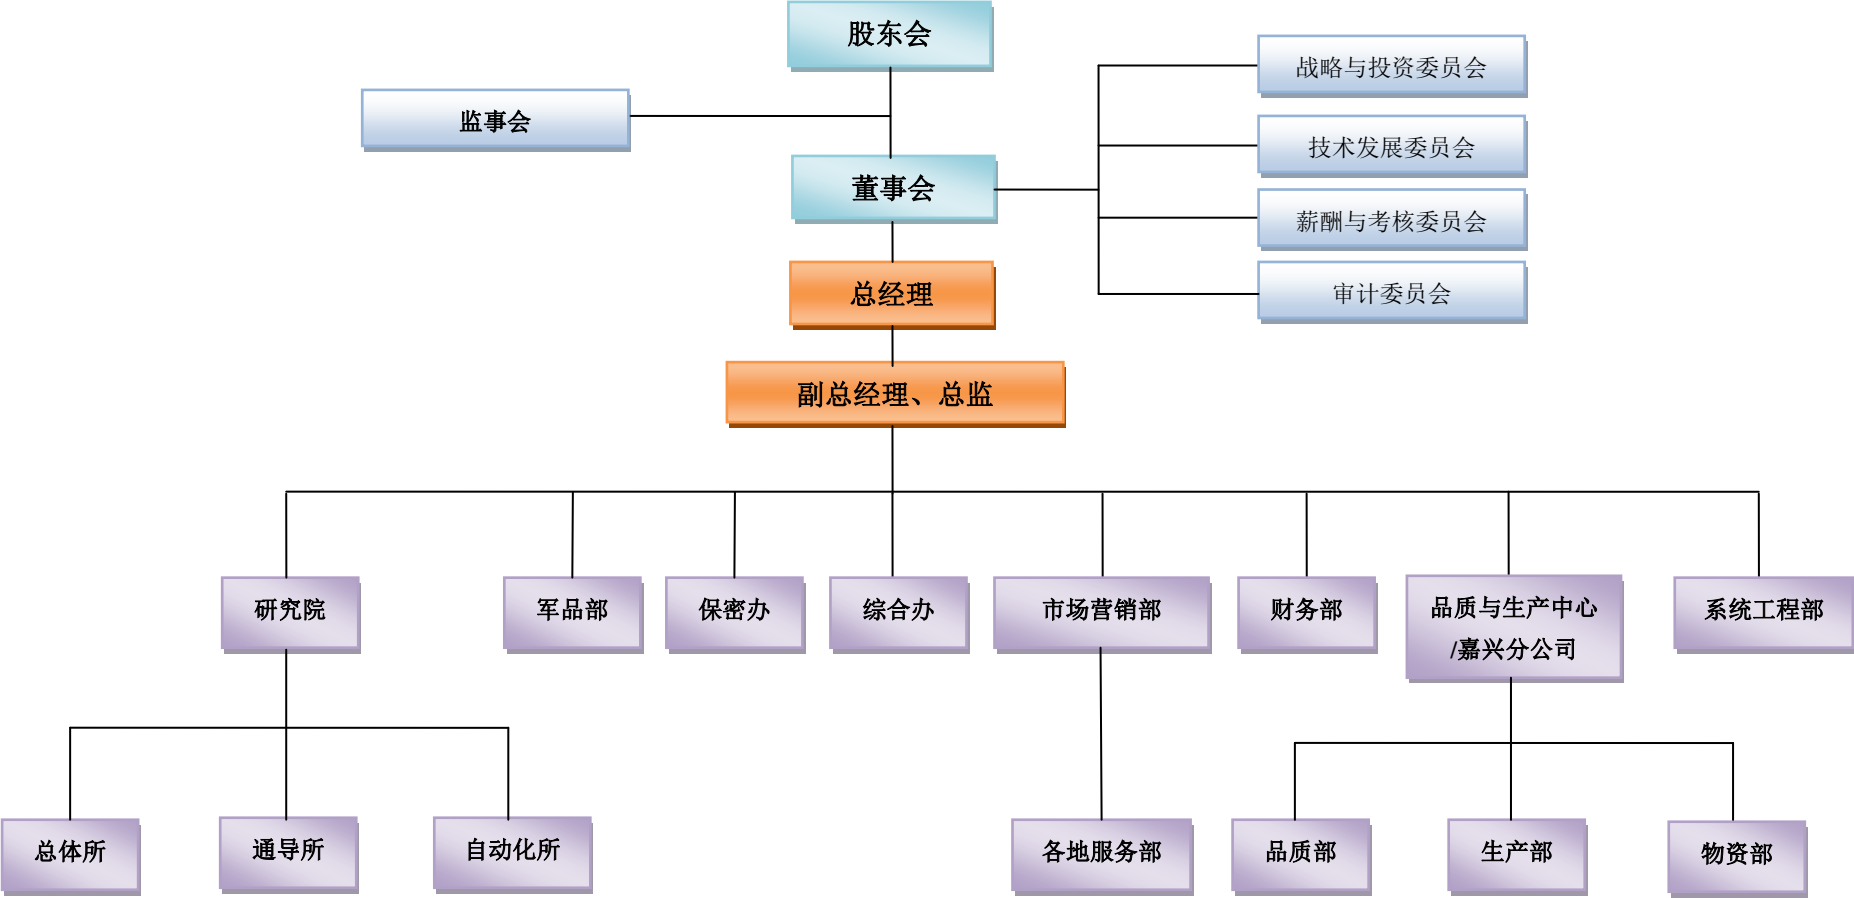 股东会
战略与投资委员会
监事会
技术发展委员会
董事会
薪酬与考核委员会
总经理
审计委员会
副总经理、总监
研究院
军品部
保密办
综合办
市场营销部
财务部
品质与生产中心
/嘉兴分公司
系统工程部
总体所
通导所
自动化所
各地服务部
品质部
生产部
物资部